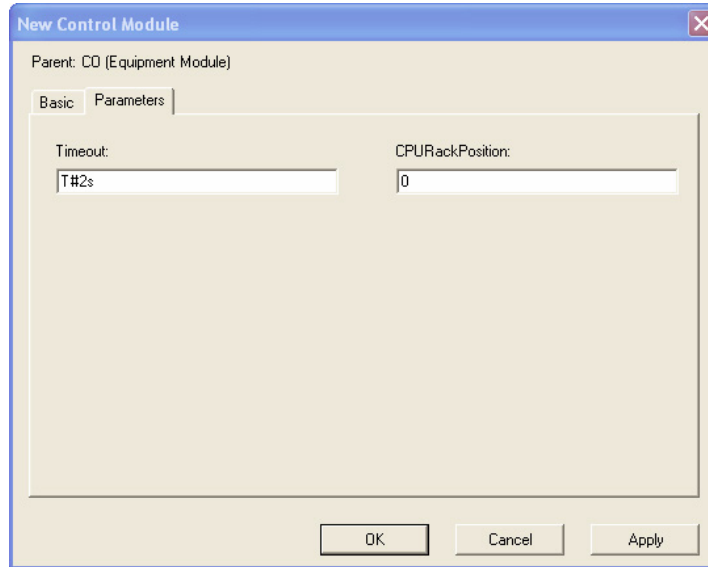 New Control Module
Parent: CO (Equipment Module)
Basic Parameters
Timeout: CPURackPosition:
T#2s 0
OK Cancel Apply